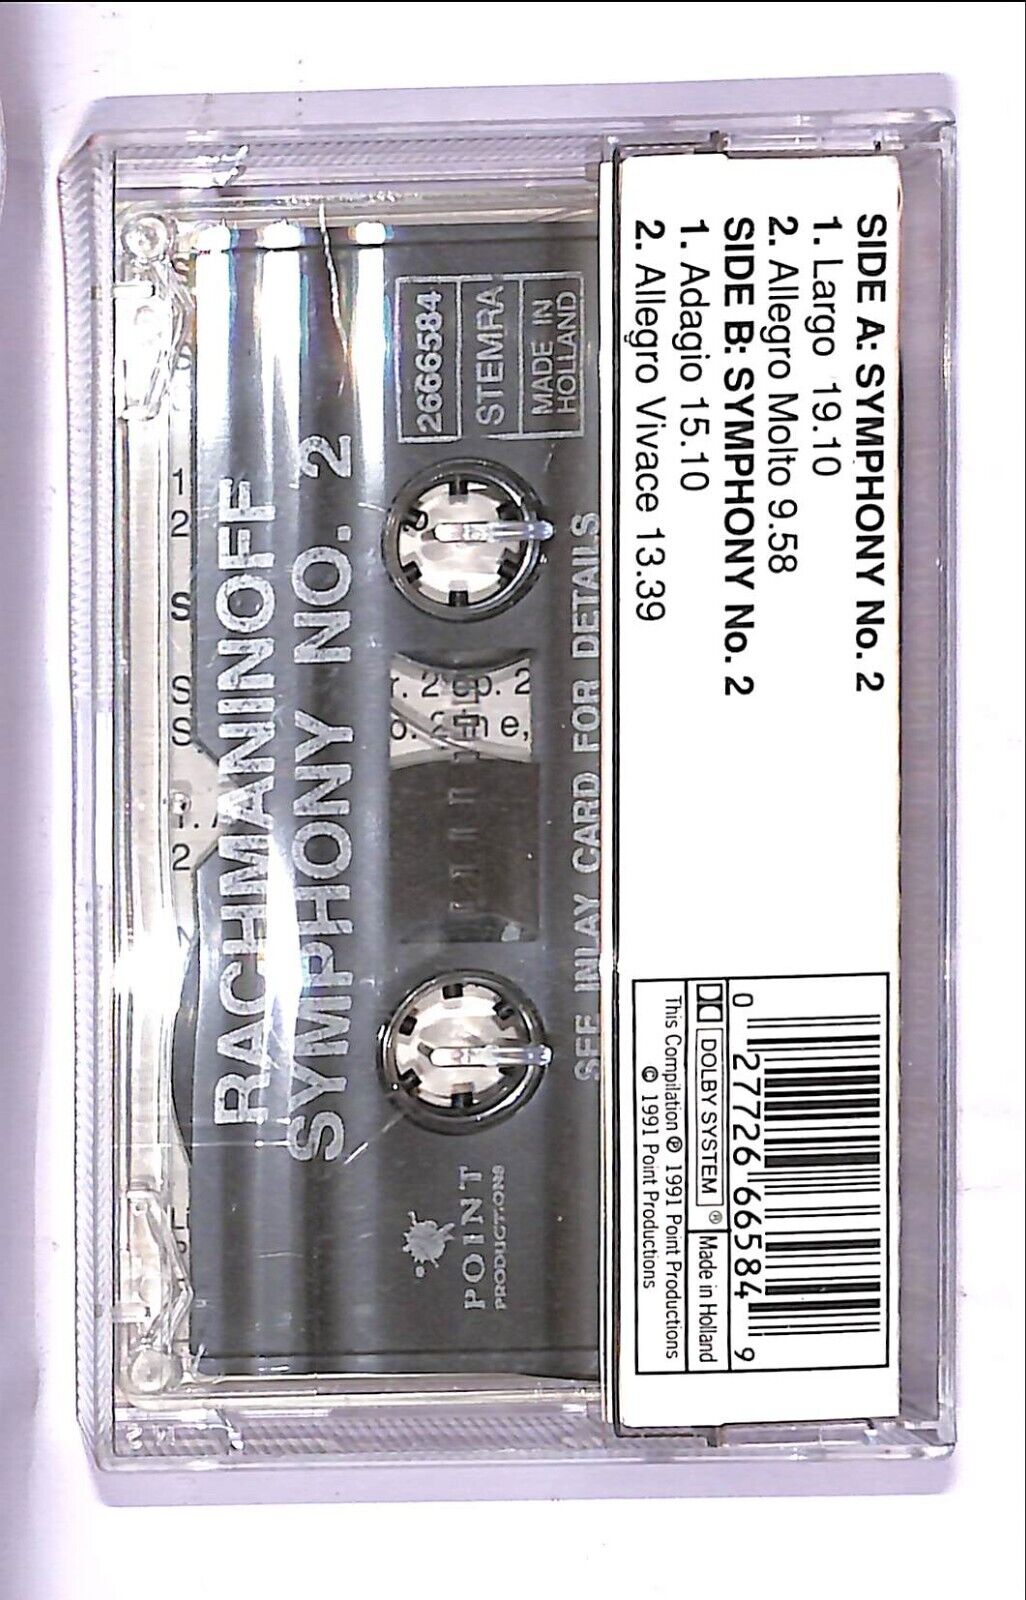 SIDE A: SYMPHONY No. 2
1. Largo 19.10
2. Allegro Molto 9.58
SIDE B: SYMPHONY No. 2
1. Adagio 15.10
2. Allegro Vivace 13.39
0 27726 66584 9
DOLBY SYSTEM ® Made in Holland
This Compilation ℗ 1991 Point Productions
© 1991 Point Productions
SEE INLAY CARD FOR DETAILS
MADE IN
HOLLAND
STEMRA
2666584
POINT
PRODUCTIONS
SYMPHONY NO. 2
RACHMANINOFF